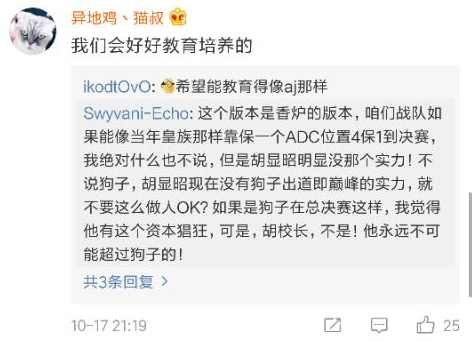 异地鸡丶猫叔
我们会好好教育培养的
ikodtOvO: 希望能教育得像aj那样
Swyvani-Echo: 这个版本是香炉的版本，咱们战队如
果能像当年皇族那样靠保一个ADC位置4保1到决赛，
我绝对什么也不说，但是胡显昭明显没那个实力！不
说狗子，胡显昭现在没有狗子出道即巅峰的实力，就
不要这么做人OK？如果是狗子在总决赛这样，我觉得
他有这个资本猖狂，可是，胡校长，不是！他永远不可
能超过狗子的！
共3条回复 >
10-17 21:19
25